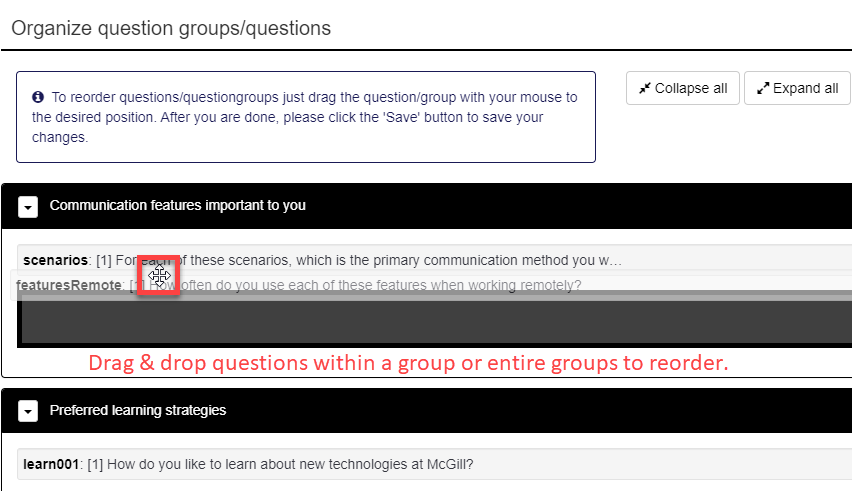 Organize question groups/questions
To reorder questions/questiongroups just drag the question/group with your mouse to
the desired position. After you are done, please click the 'Save' button to save your
changes.
Collapse all
Expand all
Communication features important to you
scenarios: [1] For each of these scenarios, which is the primary communication method you w…
featuresRemote: [1] How often do you use each of these features when working remotely?
Drag & drop questions within a group or entire groups to reorder.
Preferred learning strategies
learn001: [1] How do you like to learn about new technologies at McGill?